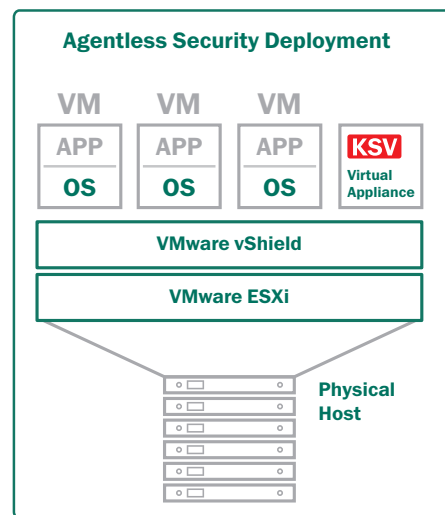 Agentless Security Deployment
VM VM VM
APP APP APP KSV
OS OS OS Virtual
Appliance
VMware vShield
VMware ESXi
Physical
Host